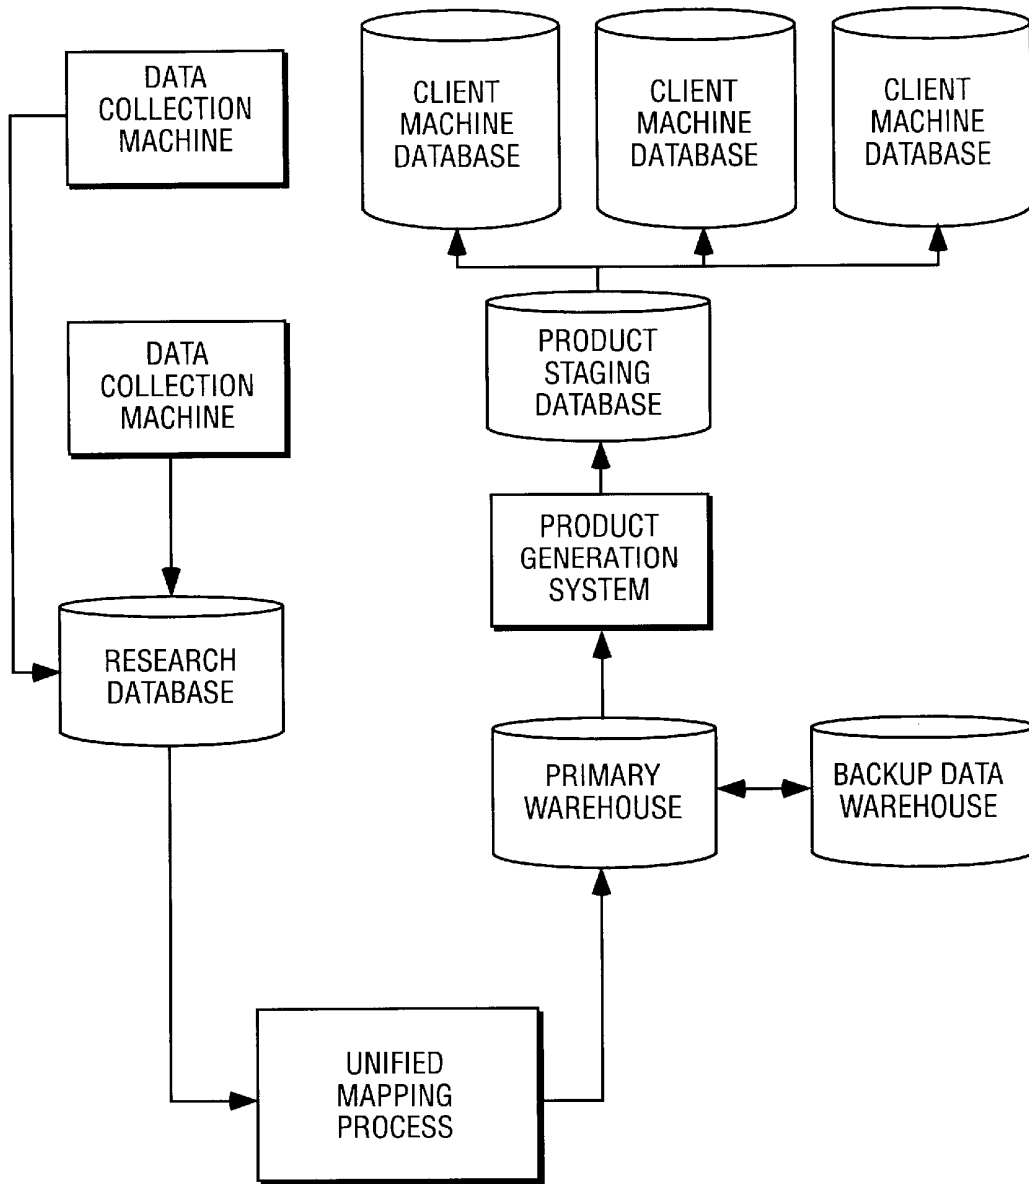 DATA
COLLECTION
MACHINE
CLIENT
MACHINE
DATABASE
CLIENT
MACHINE
DATABASE
CLIENT
MACHINE
DATABASE
DATA
COLLECTION
MACHINE
PRODUCT
STAGING
DATABASE
PRODUCT
GENERATION
SYSTEM
RESEARCH
DATABASE
PRIMARY
WAREHOUSE
BACKUP DATA
WAREHOUSE
UNIFIED
MAPPING
PROCESS